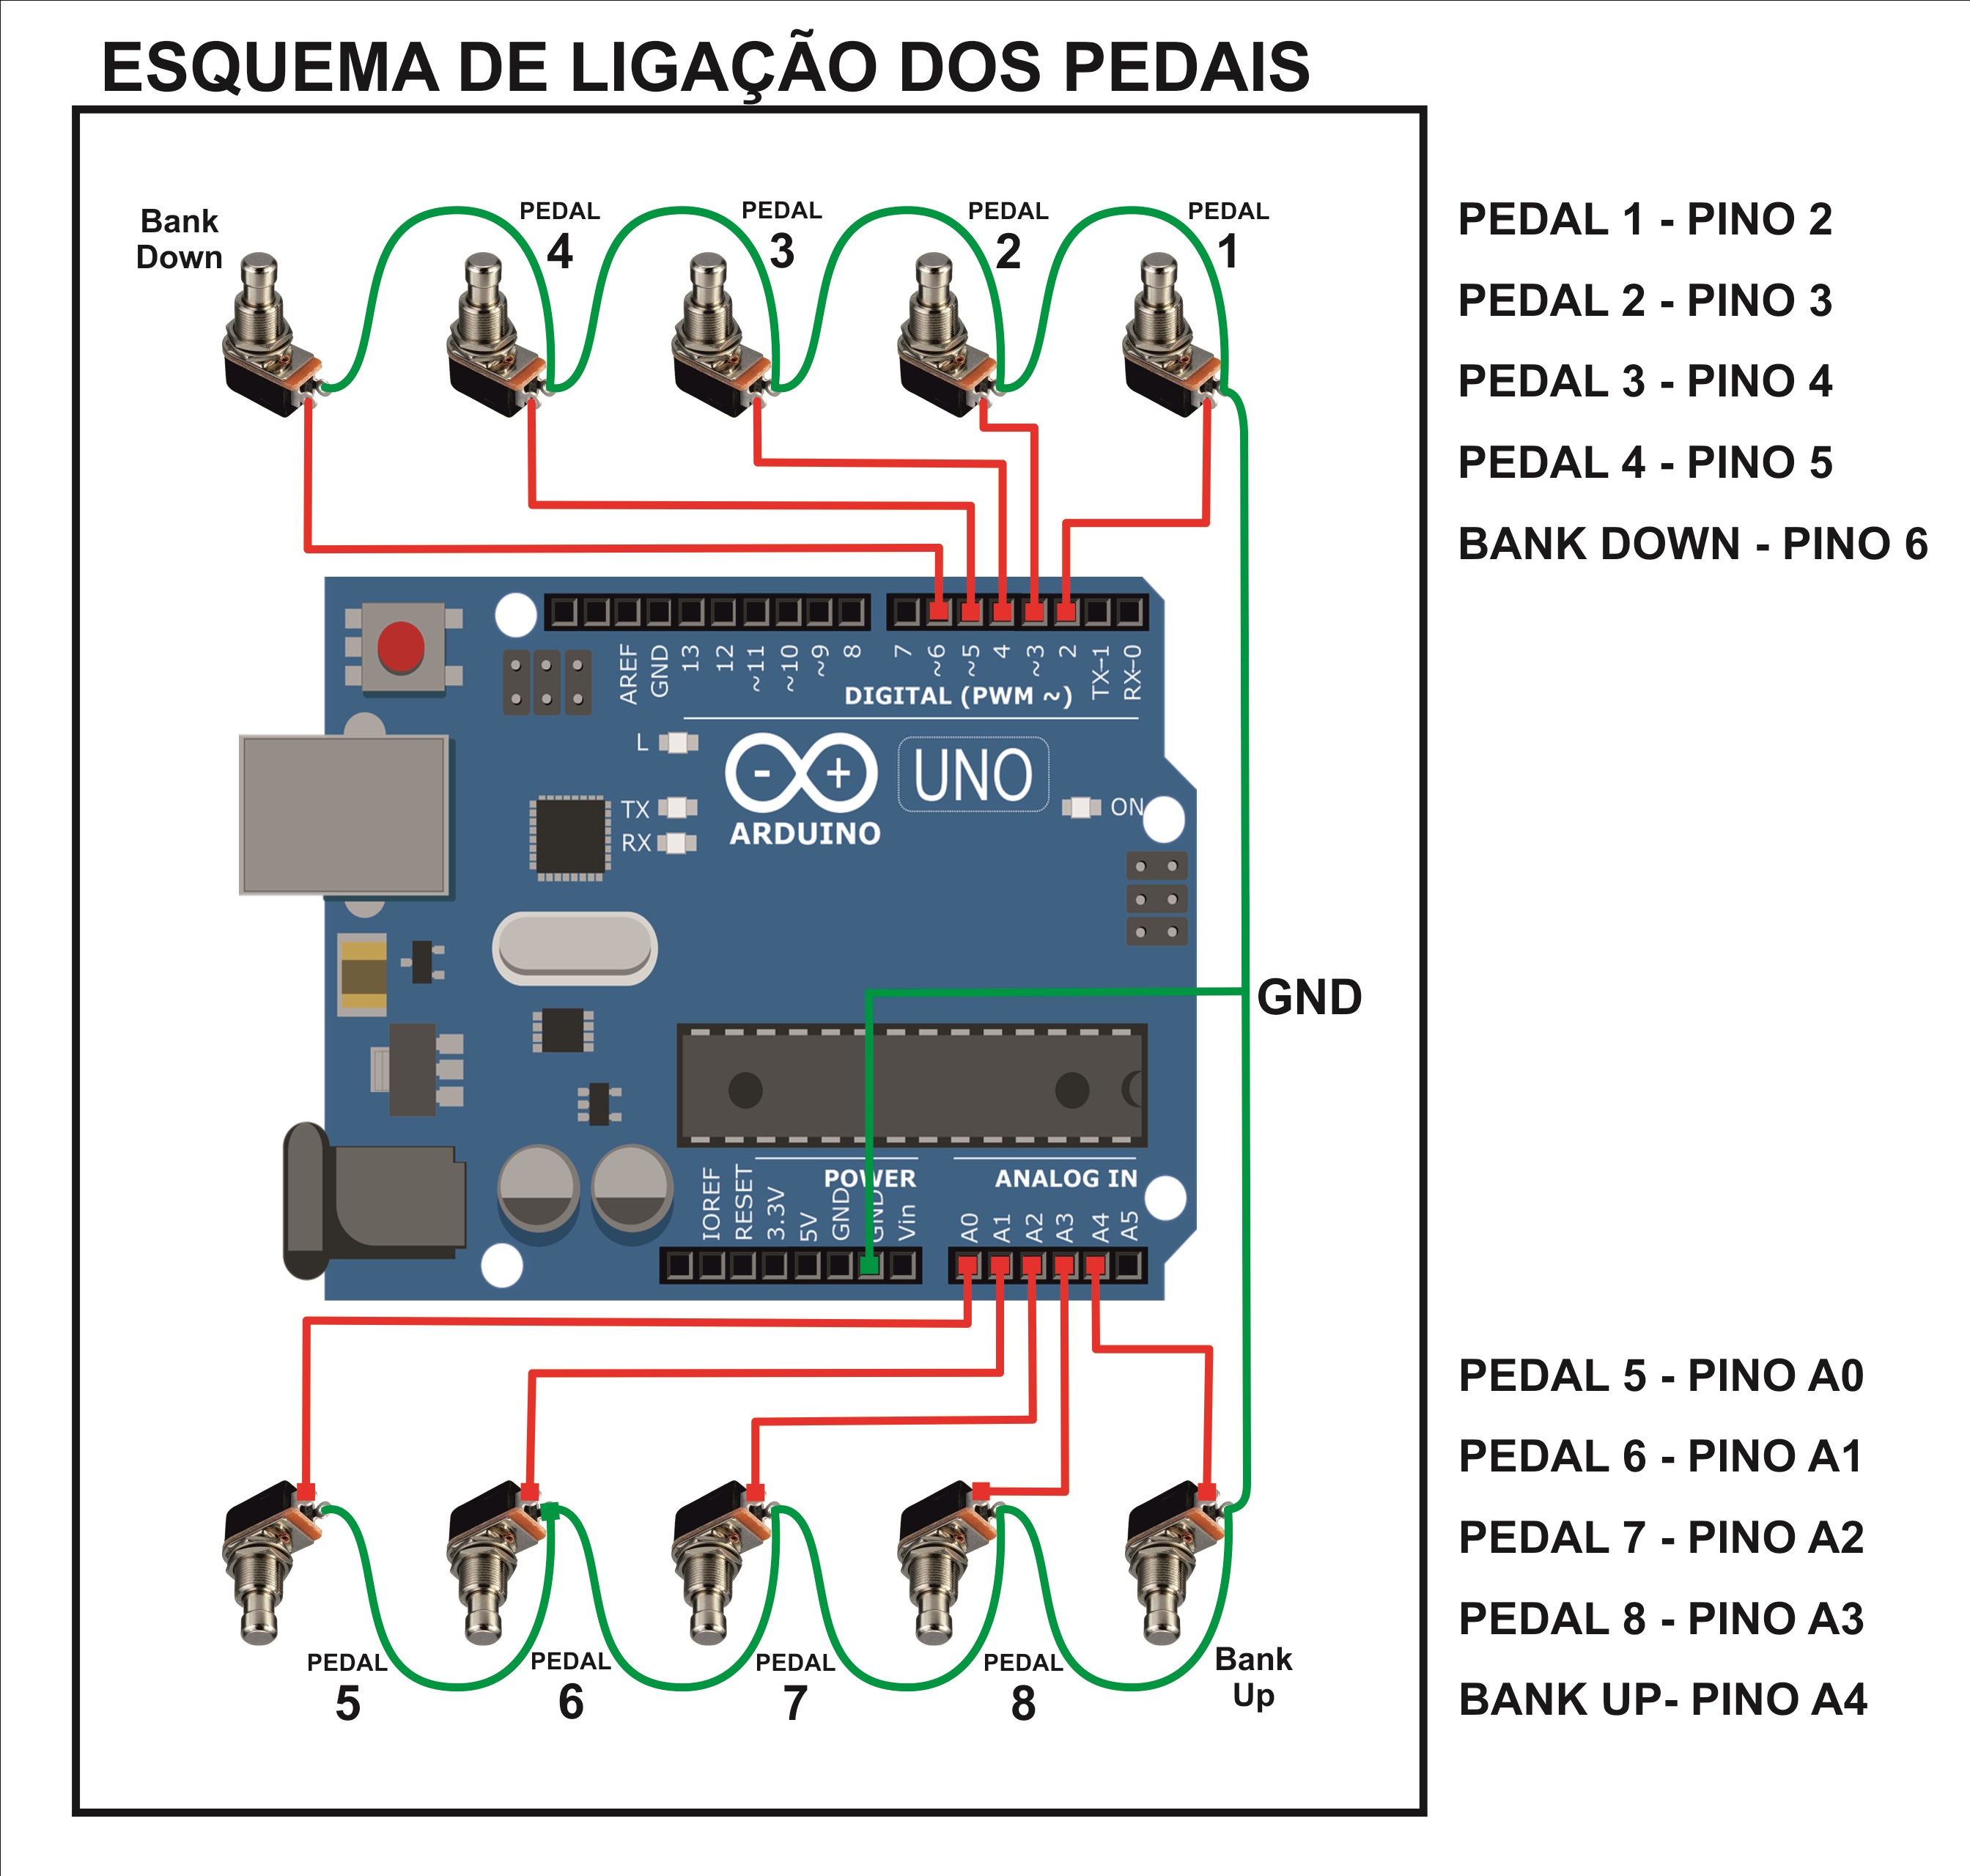 ESQUEMA DE LIGAÇÃO DOS PEDAIS
Bank
Down
PEDAL
4
PEDAL
3
PEDAL
2
PEDAL
1
PEDAL 1 - PINO 2
PEDAL 2 - PINO 3
PEDAL 3 - PINO 4
PEDAL 4 - PINO 5
BANK DOWN - PINO 6
AREF
GND
13
12
~11
~10
~9
8
7
~6
~5
4
~3
2
TX→1
RX←0
DIGITAL (PWM ~)
L
TX
RX
- +
UNO
ARDUINO
ON
GND
POWER
ANALOG IN
IOREF
RESET
3.3V
5V
GND
GND
Vin
A0
A1
A2
A3
A4
A5
PEDAL
5
PEDAL
6
PEDAL
7
PEDAL
8
Bank
Up
PEDAL 5 - PINO A0
PEDAL 6 - PINO A1
PEDAL 7 - PINO A2
PEDAL 8 - PINO A3
BANK UP- PINO A4